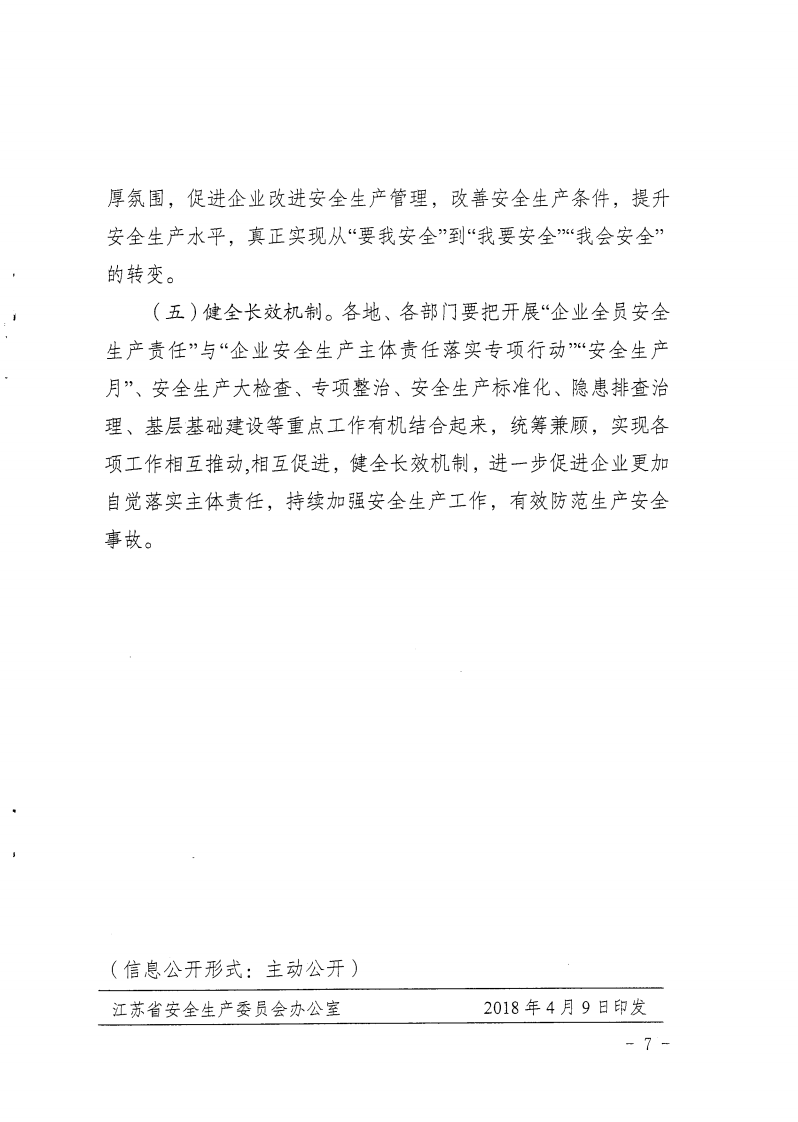 厚氛围，促进企业改进安全生产管理，改善安全生产条件，提升
安全生产水平，真正实现从“要我安全”到“我要安全”“我会安全”
的转变。
（五）健全长效机制。各地、各部门要把开展“企业全员安全
生产责任”与“企业安全生产主体责任落实专项行动”“安全生产
月”、安全生产大检查、专项整治、安全生产标准化、隐患排查治
理、基层基础建设等重点工作有机结合起来，统筹兼顾，实现各
项工作相互推动,相互促进，健全长效机制，进一步促进企业更加
自觉落实主体责任，持续加强安全生产工作，有效防范生产安全
事故。
（信息公开形式：主动公开）
江苏省安全生产委员会办公室 2018年4月9日印发
- 7 -